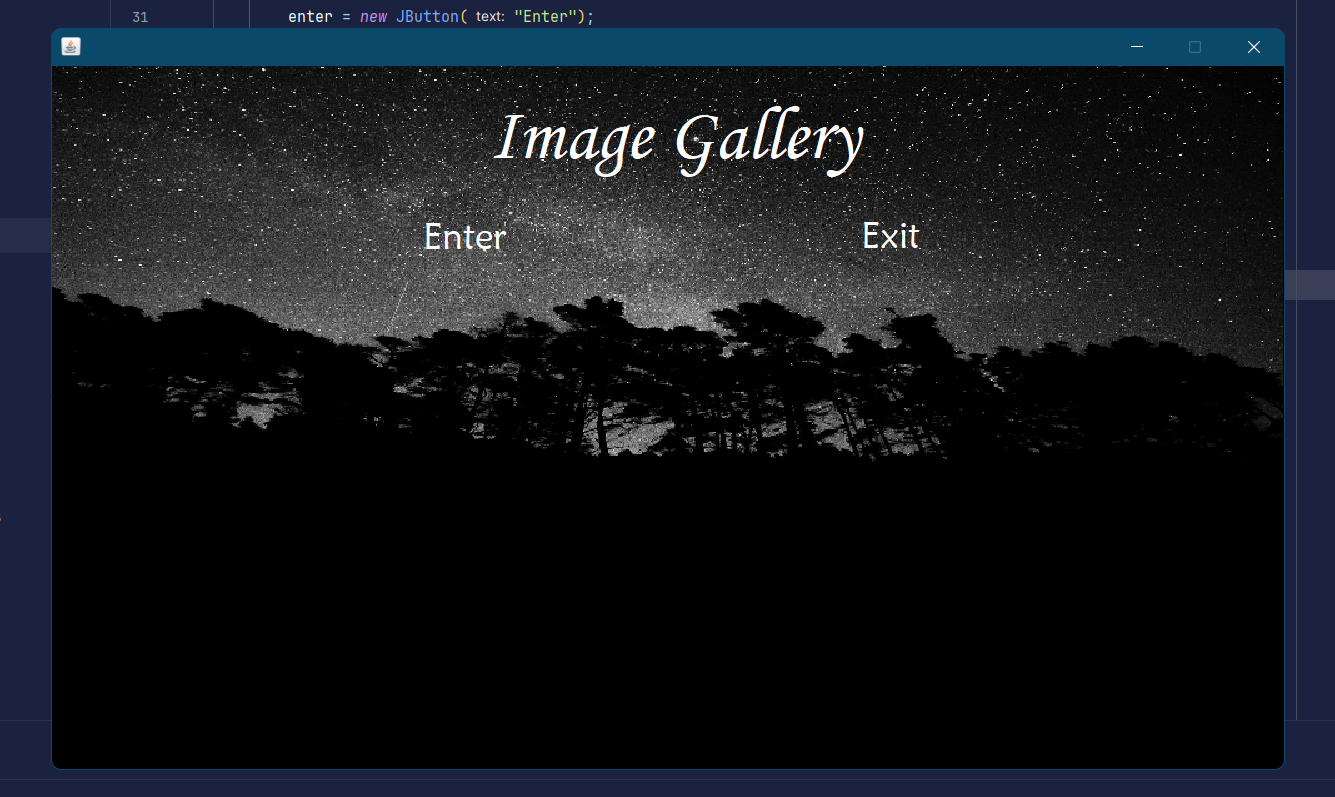 31 enter = new JButton( text: "Enter");
Image Gallery
Enter Exit